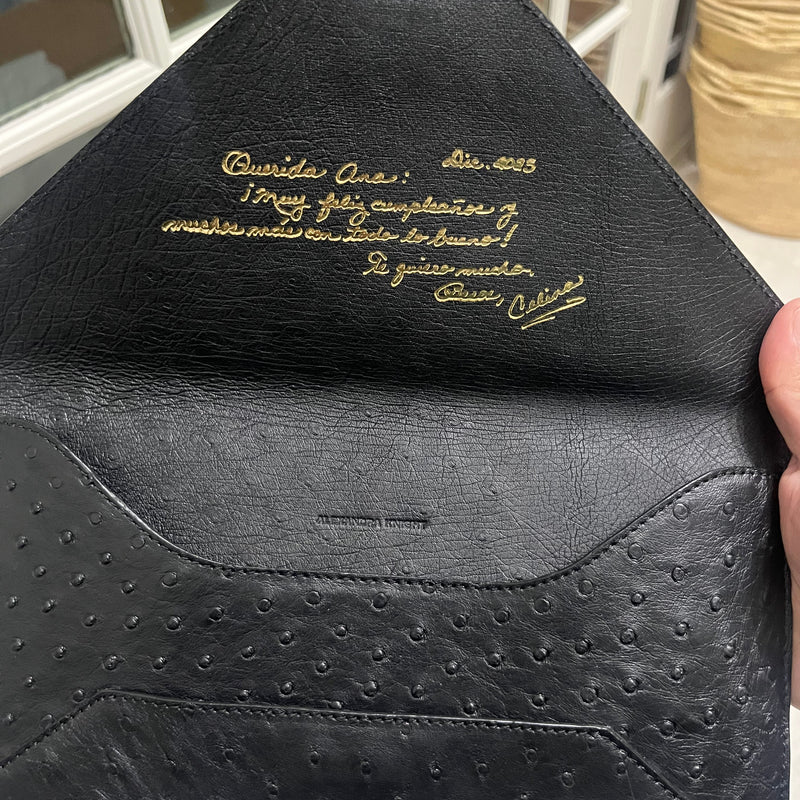 Dic. 2025
Querida Ana:
¡Muy feliz cumpleaños y
muchos más con todo lo bueno!
Te quiero mucho,
Celina
ALEXANDRA KNIGHT